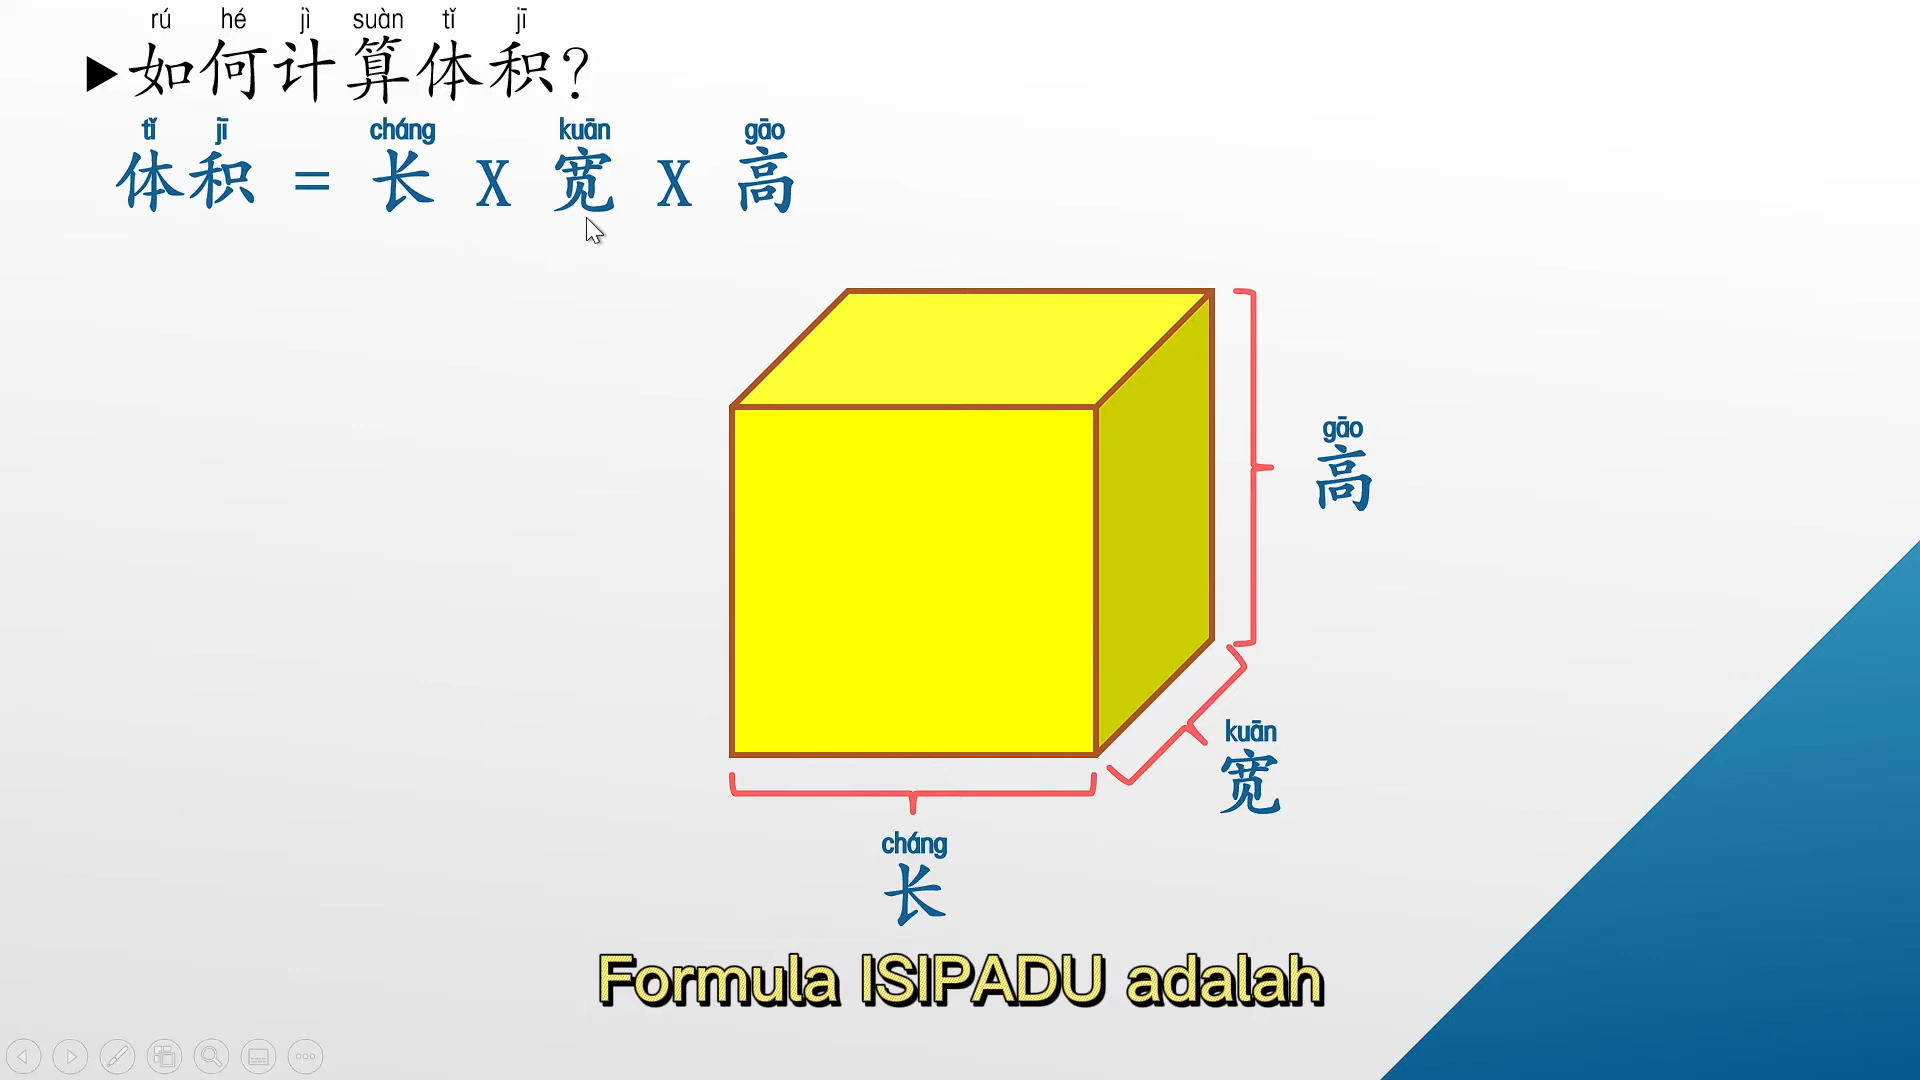 rú hé jì suàn tǐ jī
▶如何计算体积?
tǐ jī cháng kuān gāo
体积 = 长 X 宽 X 高
gāo
高
kuān
宽
cháng
长
Formula ISIPADU adalah